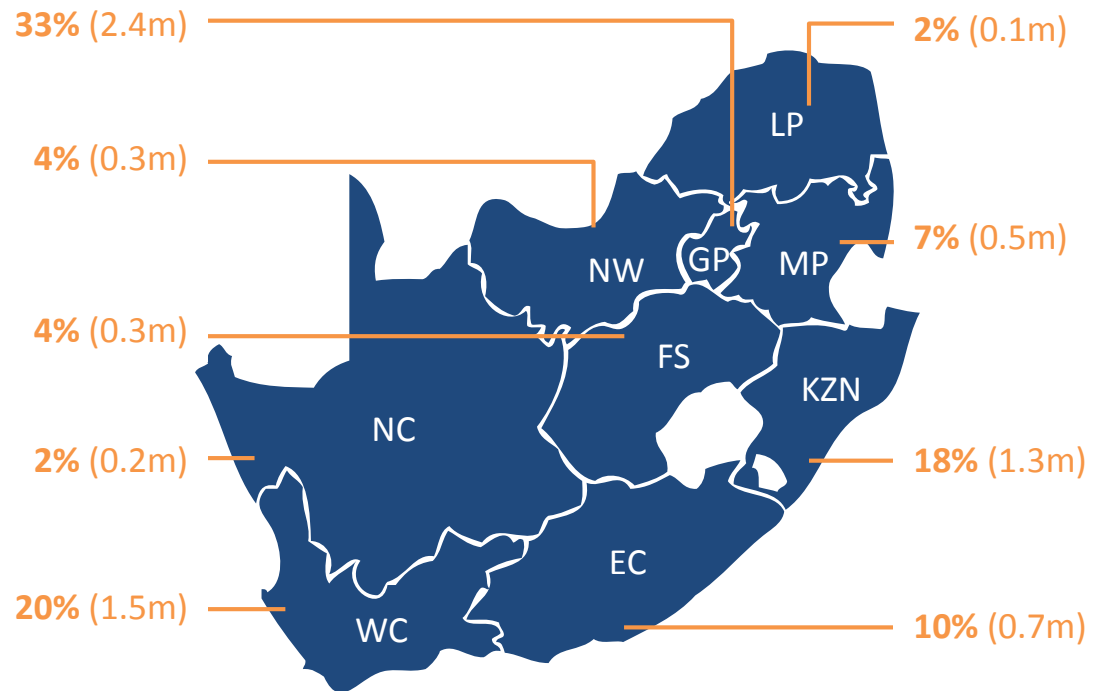 33% (2.4m)
2% (0.1m)
LP
4% (0.3m)
7% (0.5m)
NW
GP
MP
4% (0.3m)
FS
KZN
NC
2% (0.2m)
18% (1.3m)
EC
20% (1.5m)
WC
10% (0.7m)